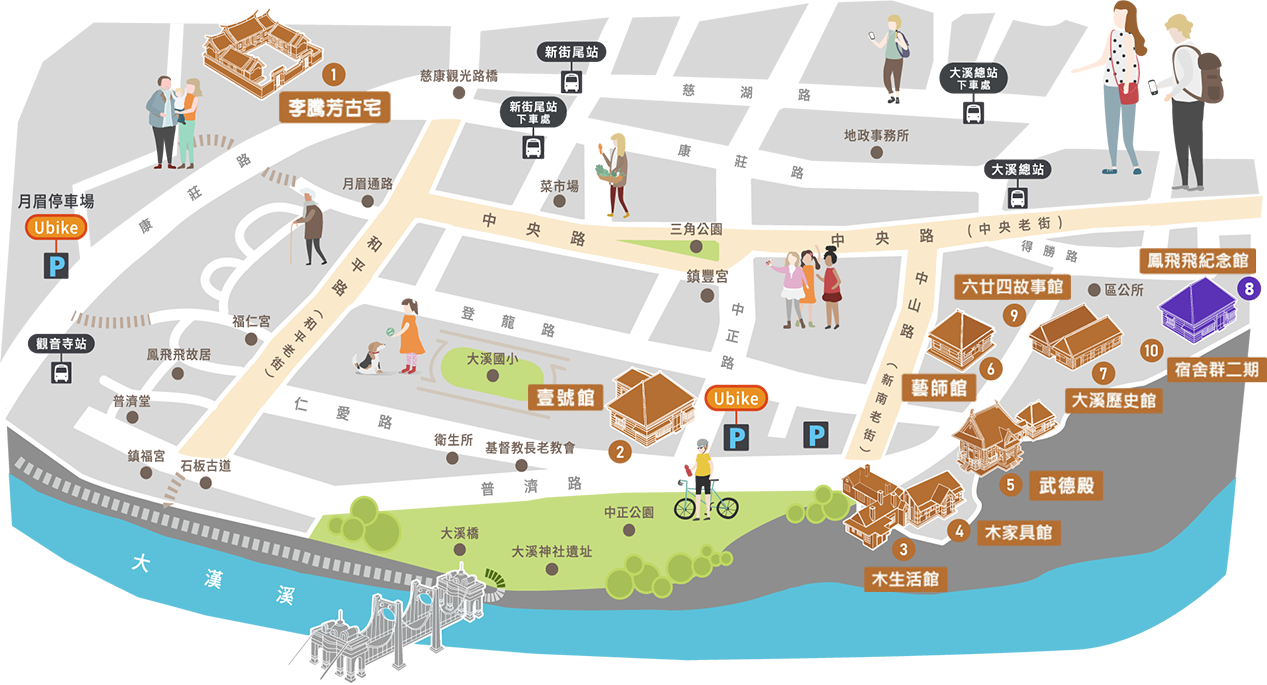 1
李騰芳古宅
慈康觀光路橋
新街尾站
新街尾站
下車處
慈湖路
大溪總站
下車處
地政事務所
康莊路
康莊路
大溪總站
月眉停車場
Ubike
P
月眉通路
菜市場
中央路
三角公園
中央路(中央老街)
得勝路
鎮豐宮
和平路(和平老街)
中正路
中山路(新南老街)
鳳飛飛紀念館
8
六廿四故事館
9
區公所
10
宿舍群二期
藝師館
6
7
大溪歷史館
登龍路
福仁宮
觀音寺站
鳳飛飛故居
大溪國小
壹號館
2
Ubike
P
P
普濟堂
仁愛路
衛生所
基督教長老教會
鎮福宮
石板古道
普濟路
5
武德殿
中正公園
4
木家具館
3
木生活館
大溪橋
大溪神社遺址
大漢溪